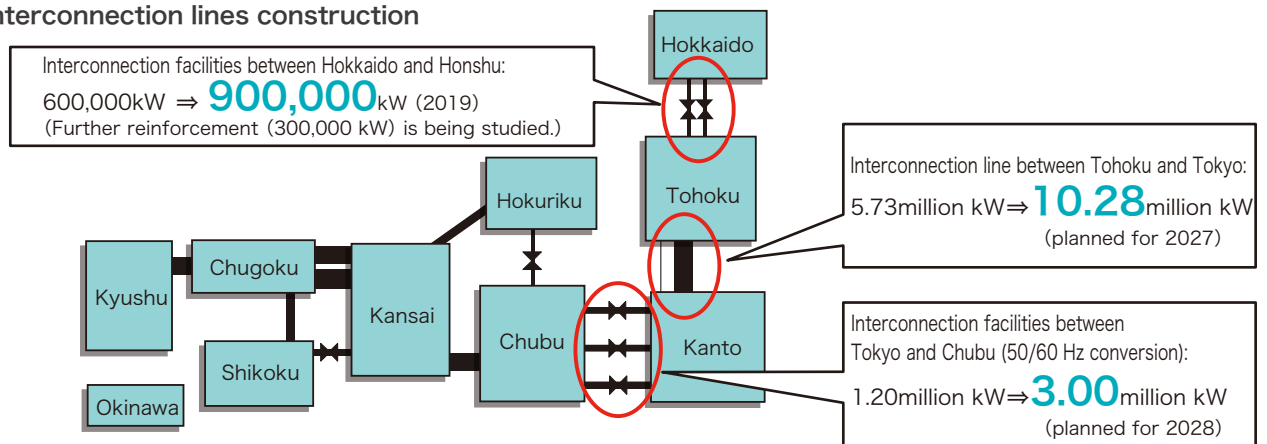 nterconnection lines construction
Interconnection facilities between Hokkaido and Honshu:
600,000kW ⇒ 900,000kW (2019)
(Further reinforcement (300,000 kW) is being studied.)
Hokkaido
Interconnection line between Tohoku and Tokyo:
5.73million kW⇒10.28million kW
(planned for 2027)
Tohoku
Hokuriku
Chugoku
Kyushu
Kansai
Chubu
Kanto
Shikoku
Okinawa
Interconnection facilities between
Tokyo and Chubu (50/60 Hz conversion):
1.20million kW⇒3.00million kW
(planned for 2028)